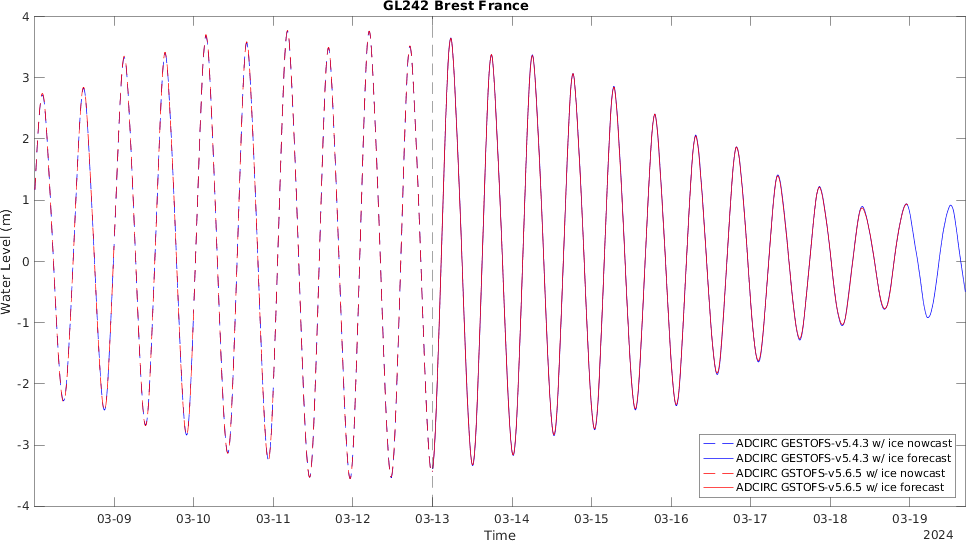 GL242 Brest France
4
3
2
1
0
-1
-2
-3
-4
Water Level (m)
ADCIRC GESTOFS-v5.4.3 w/ ice nowcast
ADCIRC GESTOFS-v5.4.3 w/ ice forecast
ADCIRC GSTOFS-v5.6.5 w/ ice nowcast
ADCIRC GSTOFS-v5.6.5 w/ ice forecast
03-09 03-10 03-11 03-12 03-13 03-14 03-15 03-16 03-17 03-18 03-19
Time
2024